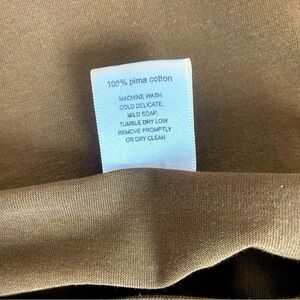 100% pima cotton
MACHINE WASH
COLD DELICATE,
MILD SOAP,
TUMBLE DRY LOW
REMOVE PROMPTLY
OR DRY CLEAN